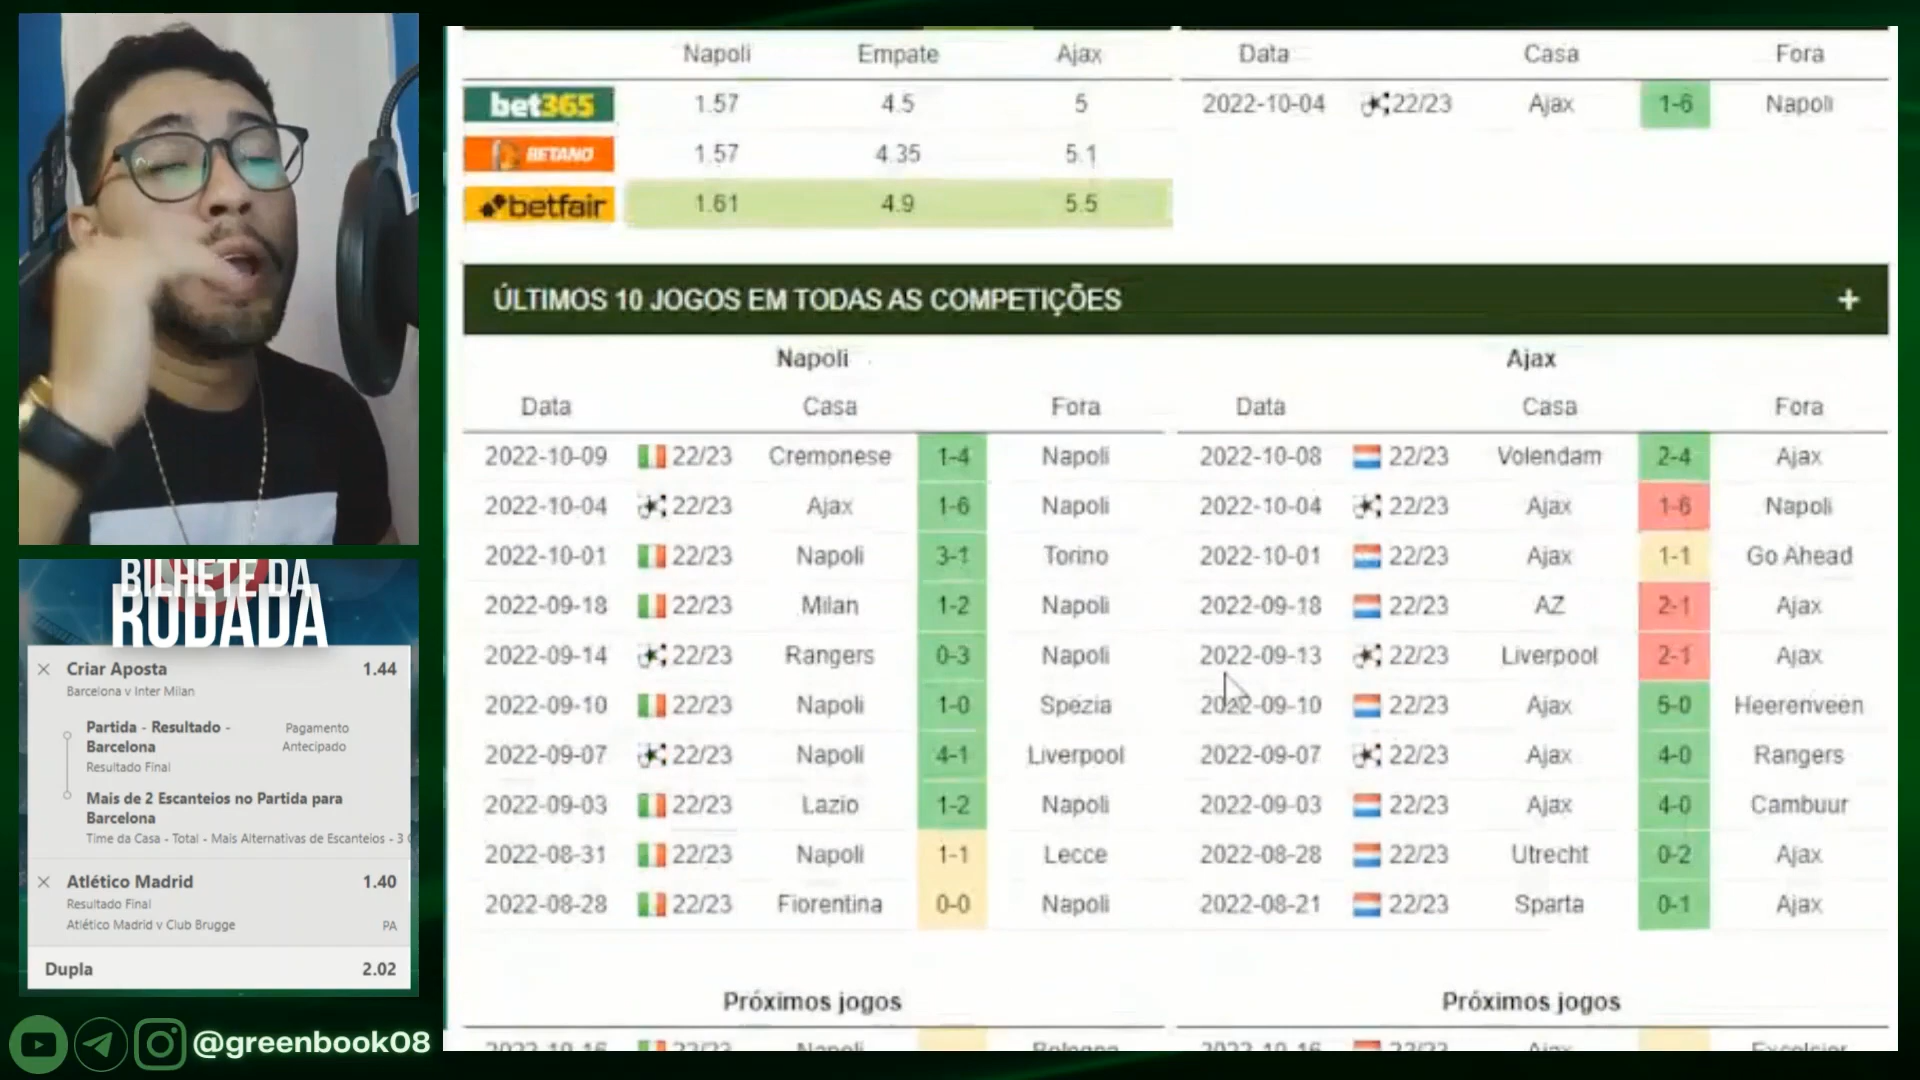 Napoli Empate Ajax
bet365 1.57 4.5 5
BETANO 1.57 4.35 5.1
betfair 1.61 4.9 5.5
Data Casa Fora
2022-10-04 22/23 Ajax 1-6 Napoli
ÚLTIMOS 10 JOGOS EM TODAS AS COMPETIÇÕES +
Napoli
Data Casa Fora
2022-10-09 22/23 Cremonese 1-4 Napoli
2022-10-04 22/23 Ajax 1-6 Napoli
2022-10-01 22/23 Napoli 3-1 Torino
2022-09-18 22/23 Milan 1-2 Napoli
2022-09-14 22/23 Rangers 0-3 Napoli
2022-09-10 22/23 Napoli 1-0 Spezia
2022-09-07 22/23 Napoli 4-1 Liverpool
2022-09-03 22/23 Lazio 1-2 Napoli
2022-08-31 22/23 Napoli 1-1 Lecce
2022-08-28 22/23 Fiorentina 0-0 Napoli
Próximos jogos
2022-10-16 22/23 Napoli Bologna
Ajax
Data Casa Fora
2022-10-08 22/23 Volendam 2-4 Ajax
2022-10-04 22/23 Ajax 1-6 Napoli
2022-10-01 22/23 Ajax 1-1 Go Ahead
2022-09-18 22/23 AZ 2-1 Ajax
2022-09-13 22/23 Liverpool 2-1 Ajax
2022-09-10 22/23 Ajax 5-0 Heerenveen
2022-09-07 22/23 Ajax 4-0 Rangers
2022-09-03 22/23 Ajax 4-0 Cambuur
2022-08-28 22/23 Utrecht 0-2 Ajax
2022-08-21 22/23 Sparta 0-1 Ajax
Próximos jogos
2022-10-16 22/23 Ajax Excelsior
BILHETE DA
RODADA
Criar Aposta 1.44
Barcelona v Inter Milan
Partida - Resultado - Pagamento
Barcelona Antecipado
Resultado Final
Mais de 2 Escanteios no Partida para
Barcelona
Time da Casa - Total - Mais Alternativas de Escanteios - 3
Atlético Madrid 1.40
Resultado Final
Atlético Madrid v Club Brugge PA
Dupla 2.02
@greenbook08